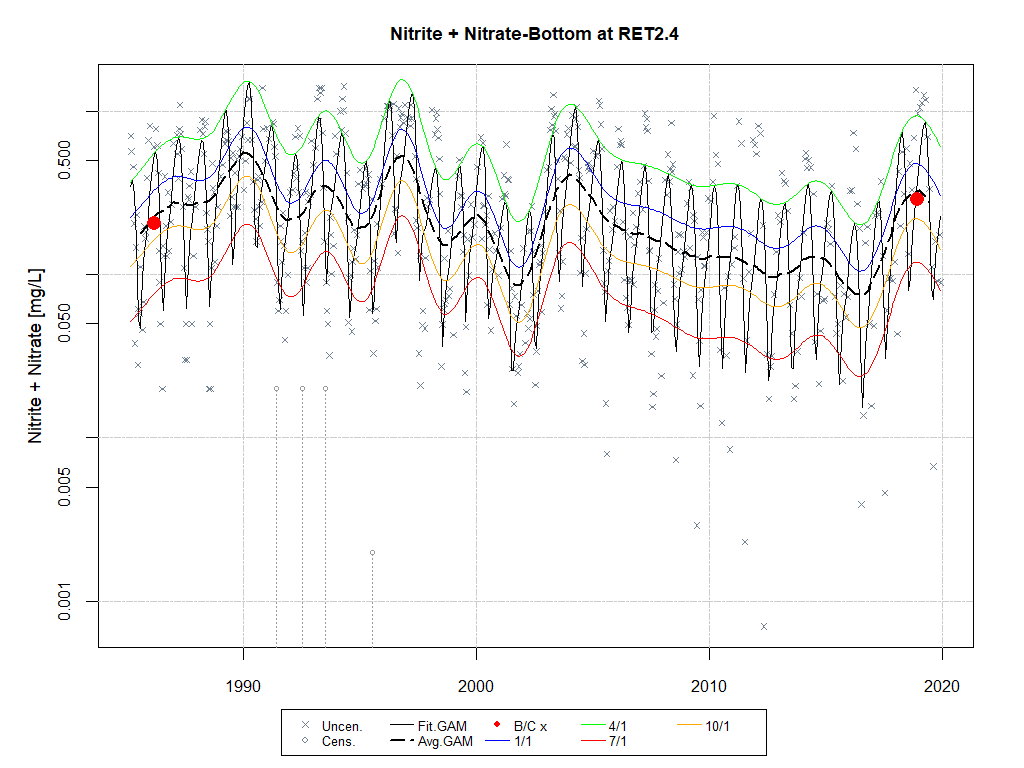 Nitrite + Nitrate-Bottom at RET2.4
Nitrite + Nitrate [mg/L]
0.500
0.050
0.005
0.001
1990 2000 2010 2020
Uncen. Fit.GAM B/C x 4/1 10/1
Cens. Avg.GAM 1/1 7/1